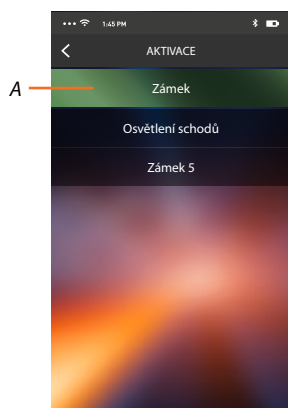 1:45 PM
AKTIVACE
A
Zámek
Osvětlení schodů
Zámek 5